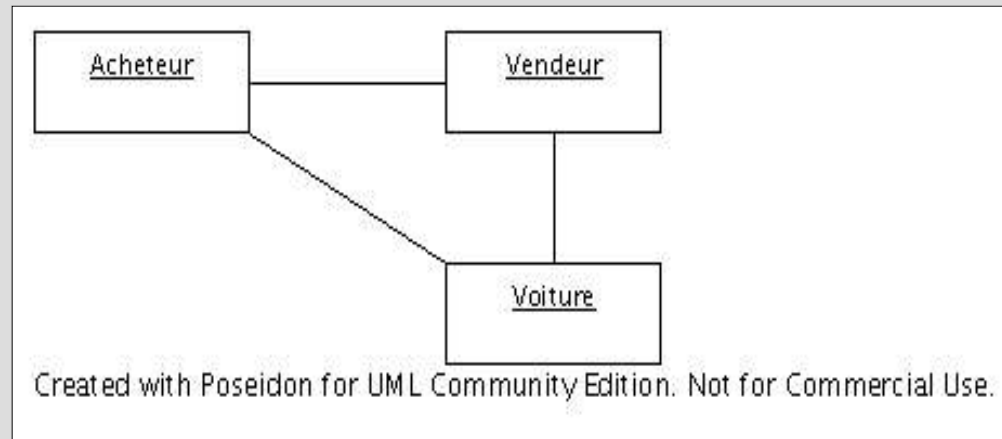 Acheteur
Vendeur
Voiture
Created with Poseidon for UML Community Edition. Not for Commercial Use.